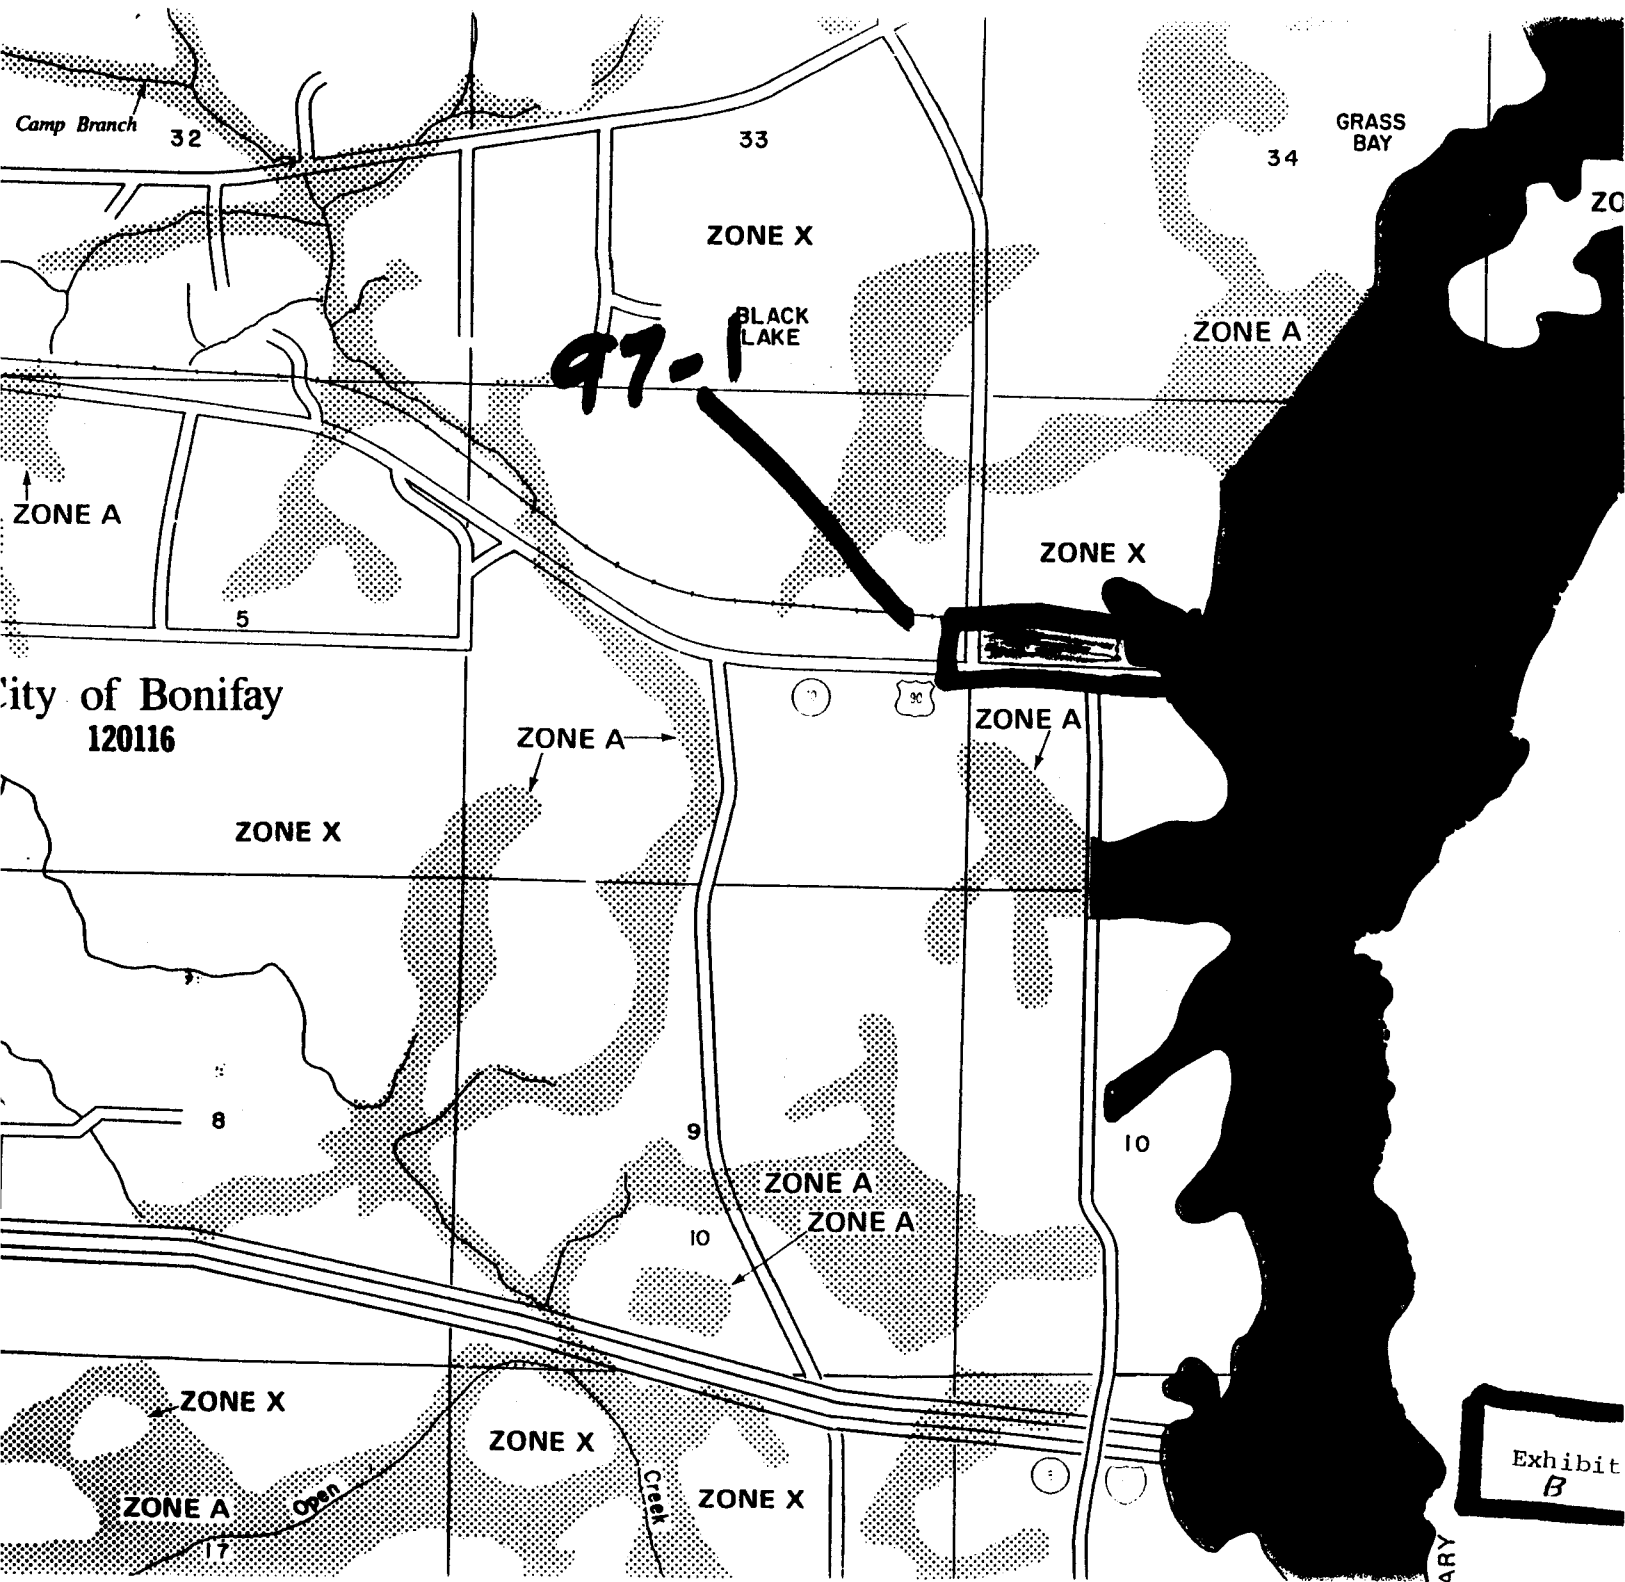 Camp Branch
32
33
GRASS
BAY
34
ZO
ZONE X
BLACK
LAKE
ZONE A
97-1
ZONE A
ZONE X
5
City of Bonifay
120116
90
ZONE A
ZONE A
ZONE X
8
9
10
ZONE A
ZONE A
10
ZONE X
ZONE X
Exhibit
B
ZONE A
Open
Creek
ZONE X
17
ARY